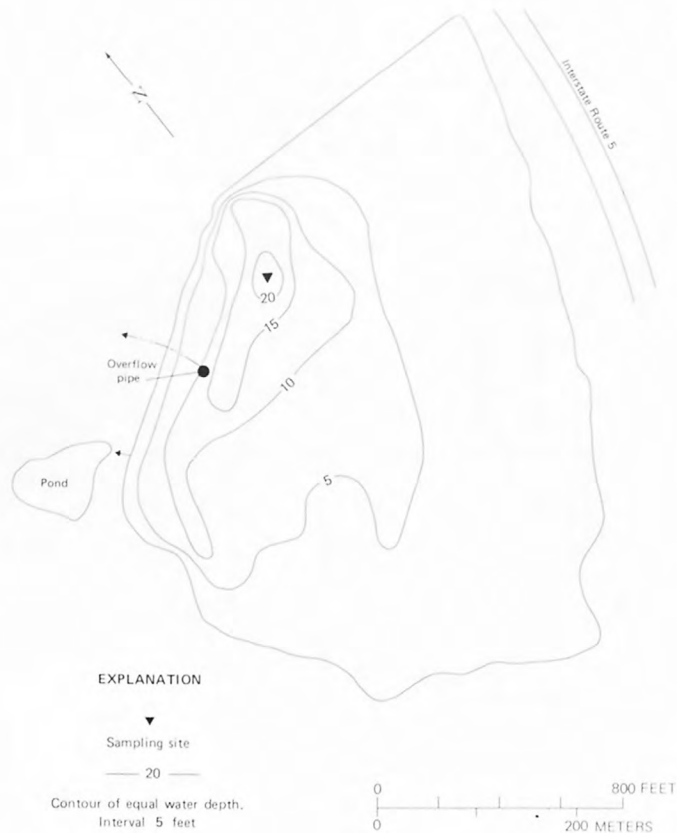 N
Interstate Route 5
20
15
Overflow
pipe
10
Pond
5
EXPLANATION
Sampling site
20
Contour of equal water depth.
Interval 5 feet
0 800 FEET
0 200 METERS